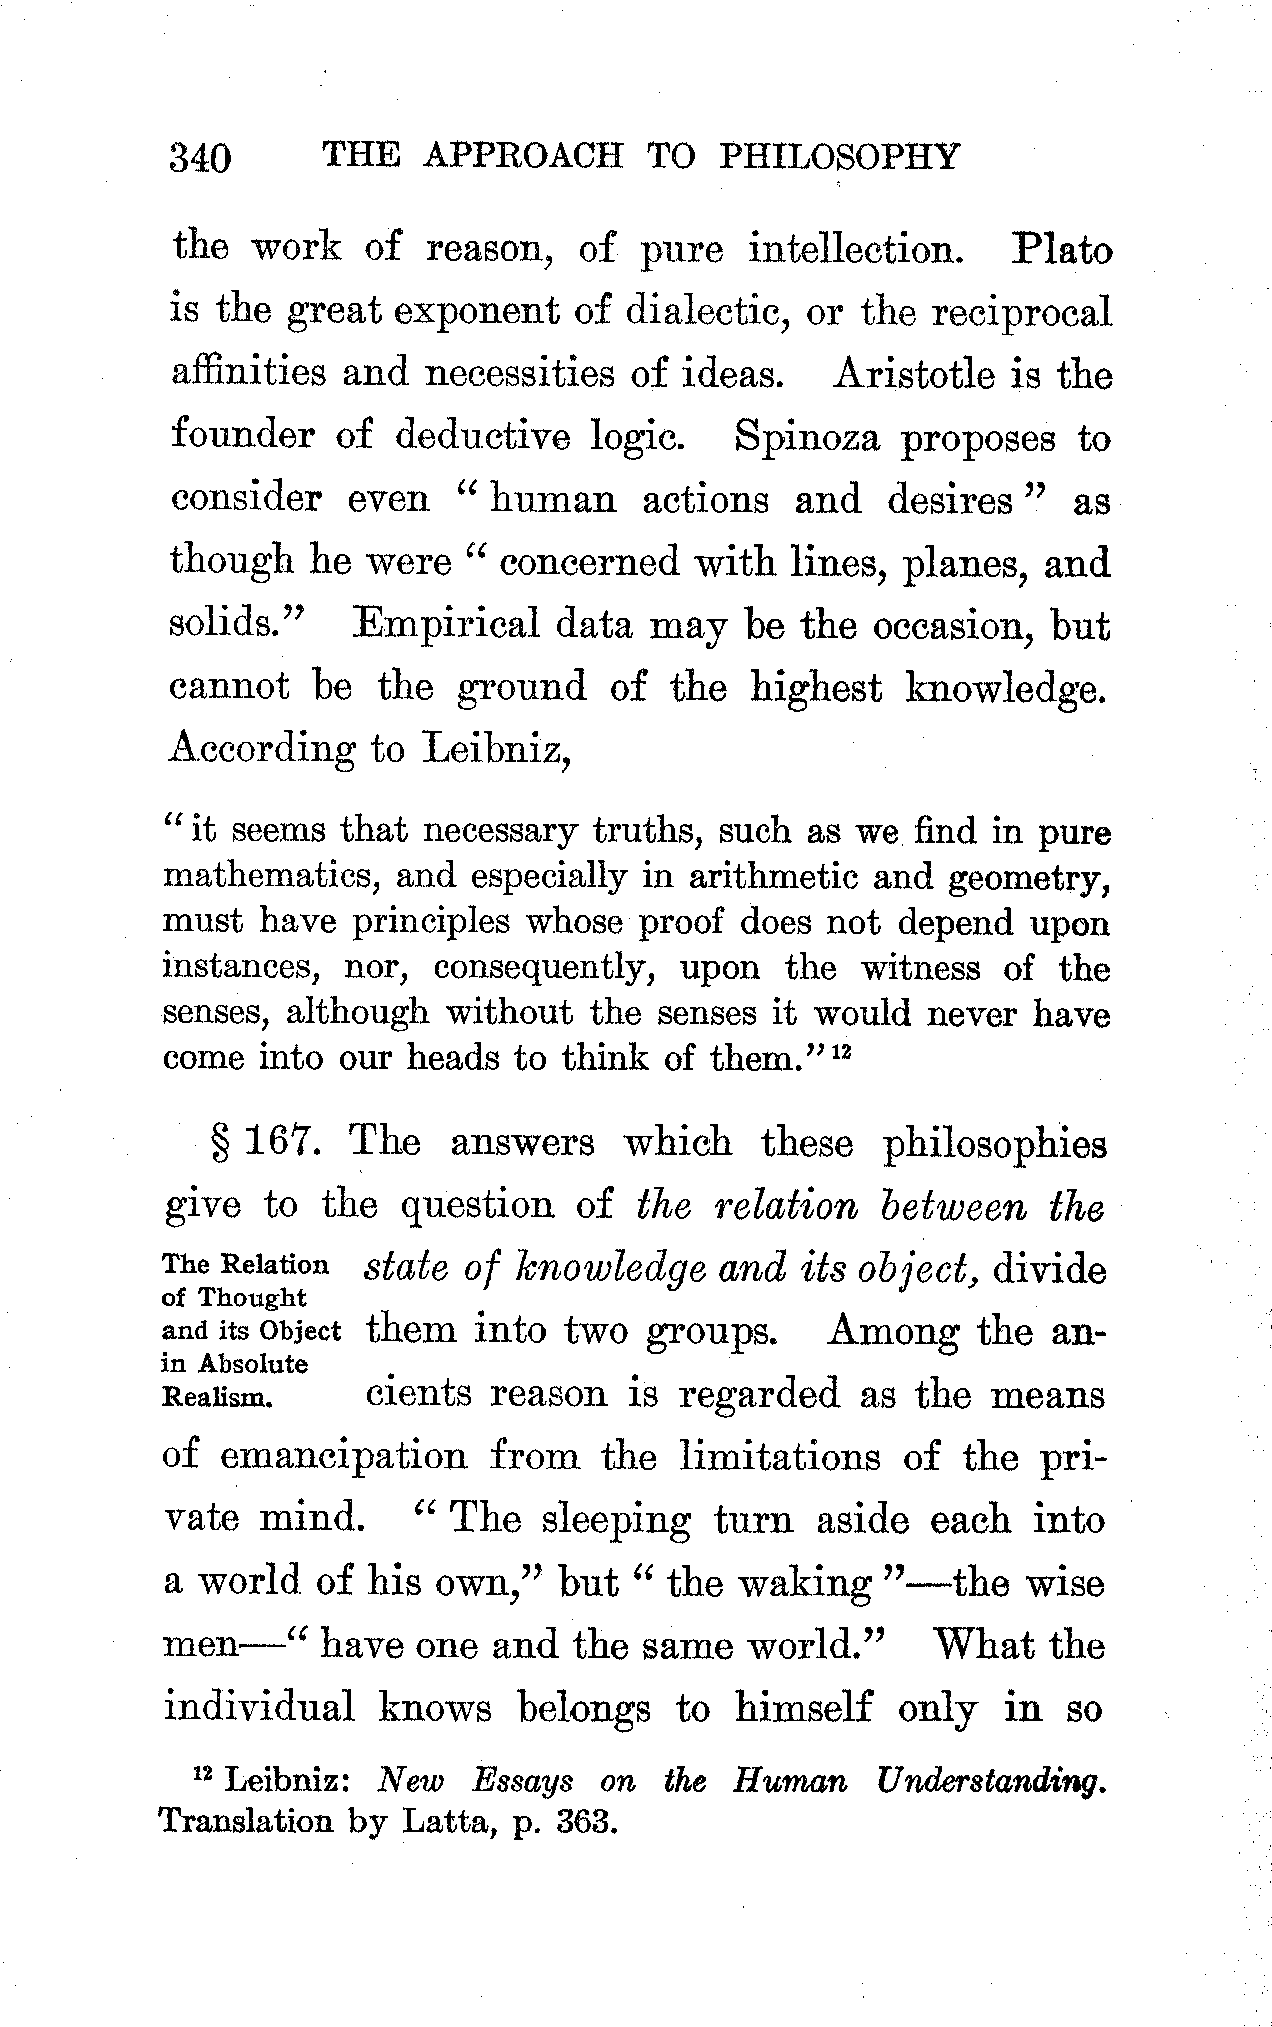 340 THE APPROACH TO PHILOSOPHY
the work of reason, of pure intellection. Plato
is the great exponent of dialectic, or the reciprocal
affinities and necessities of ideas. Aristotle is the
founder of deductive logic. Spinoza proposes to
consider even “ human actions and desires ” as
though he were “ concerned with lines, planes, and
solids.” Empirical data may be the occasion, but
cannot be the ground of the highest knowledge.
According to Leibniz,
“ it seems that necessary truths, such as we find in pure
mathematics, and especially in arithmetic and geometry,
must have principles whose proof does not depend upon
instances, nor, consequently, upon the witness of the
senses, although without the senses it would never have
come into our heads to think of them.” 12
§ 167. The answers which these philosophies
give to the question of the relation between the
The Relation
of Thought
and its Object
in Absolute
Realism.
state of knowledge and its object, divide
them into two groups. Among the an-
cients reason is regarded as the means
of emancipation from the limitations of the pri-
vate mind. “ The sleeping turn aside each into
a world of his own,” but “ the waking ”—the wise
men—“ have one and the same world.” What the
individual knows belongs to himself only in so
12 Leibniz: New Essays on the Human Understanding.
Translation by Latta, p. 363.